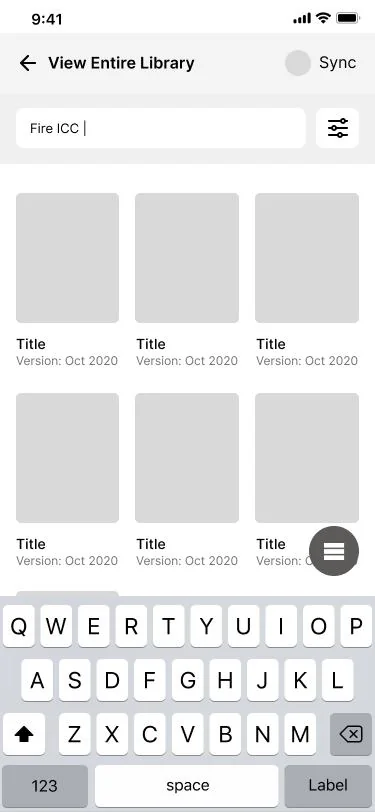 9:41
View Entire Library
Sync
Fire ICC
Title
Version: Oct 2020
Title
Version: Oct 2020
Title
Version: Oct 2020
Title
Version: Oct 2020
Title
Version: Oct 2020
Title
Version:
Q W E R T Y U I O P
A S D F G H J K L
Z X C V B N M
123
space
Label